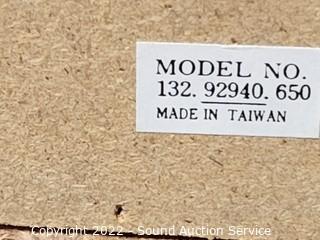 MODEL NO.
132. 92940. 650
MADE IN TAIWAN
Copyright 2022 - Sound Auction Service